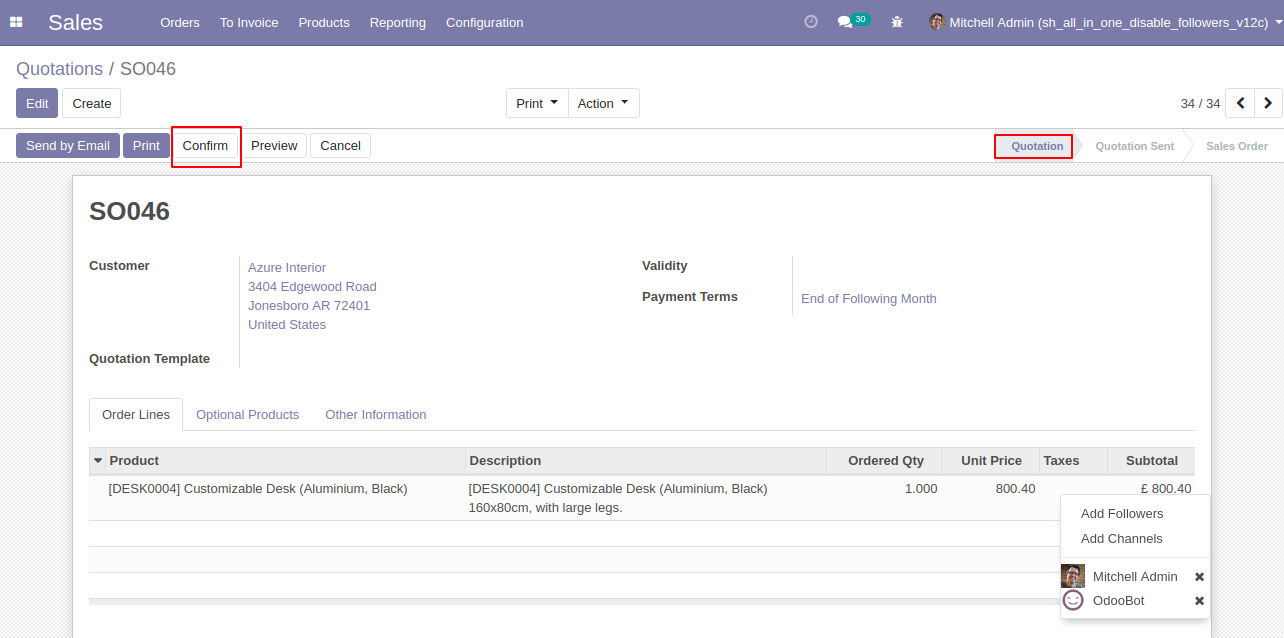 Sales Orders To Invoice Products Reporting Configuration 30 Mitchell Admin (sh_all_in_one_disable_followers_v12c)
Quotations / SO046
Edit Create Print Action 34 / 34
Send by Email Print Confirm Preview Cancel Quotation Quotation Sent Sales Order
SO046
Customer
Azure Interior
3404 Edgewood Road
Jonesboro AR 72401
United States
Quotation Template
Validity
Payment Terms End of Following Month
Order Lines Optional Products Other Information
Product Description Ordered Qty Unit Price Taxes Subtotal
[DESK0004] Customizable Desk (Aluminium, Black) [DESK0004] Customizable Desk (Aluminium, Black) 1.000 800.40 £ 800.40
160x80cm, with large legs.
Add Followers
Add Channels
Mitchell Admin
OdooBot